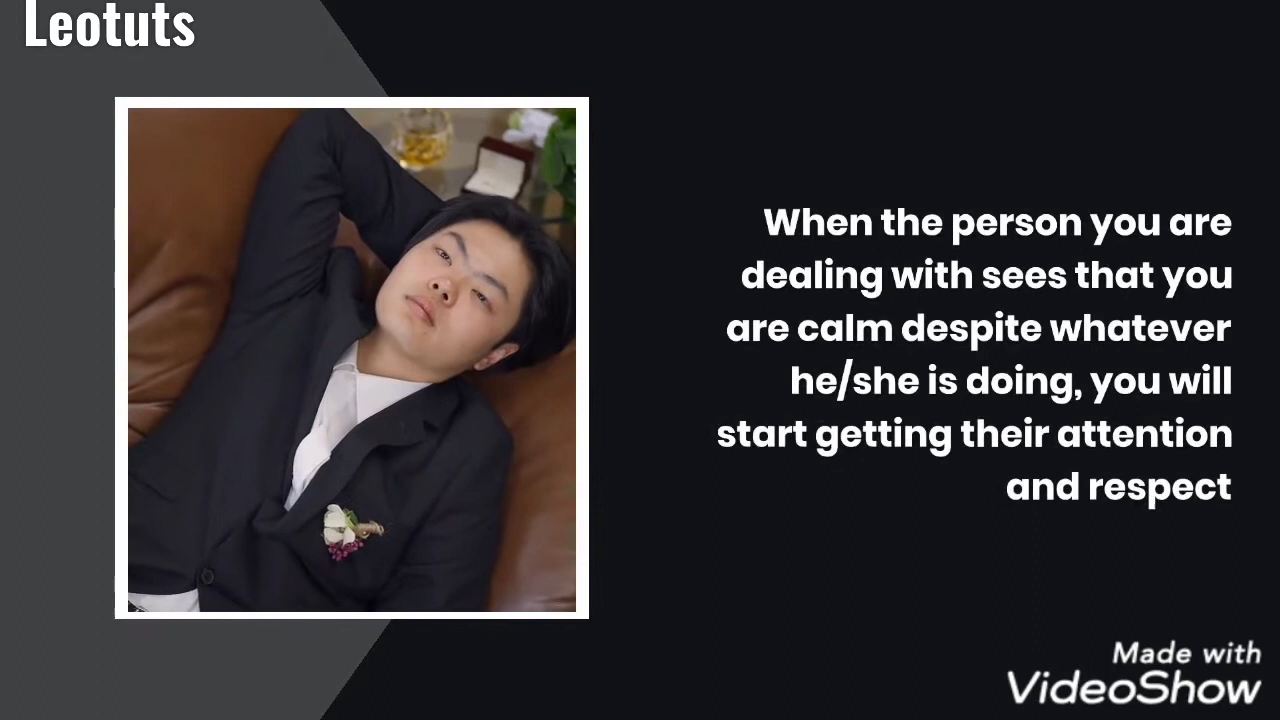 Leotuts
When the person you are
dealing with sees that you
are calm despite whatever
he/she is doing, you will
start getting their attention
and respect
Made with
VideoShow